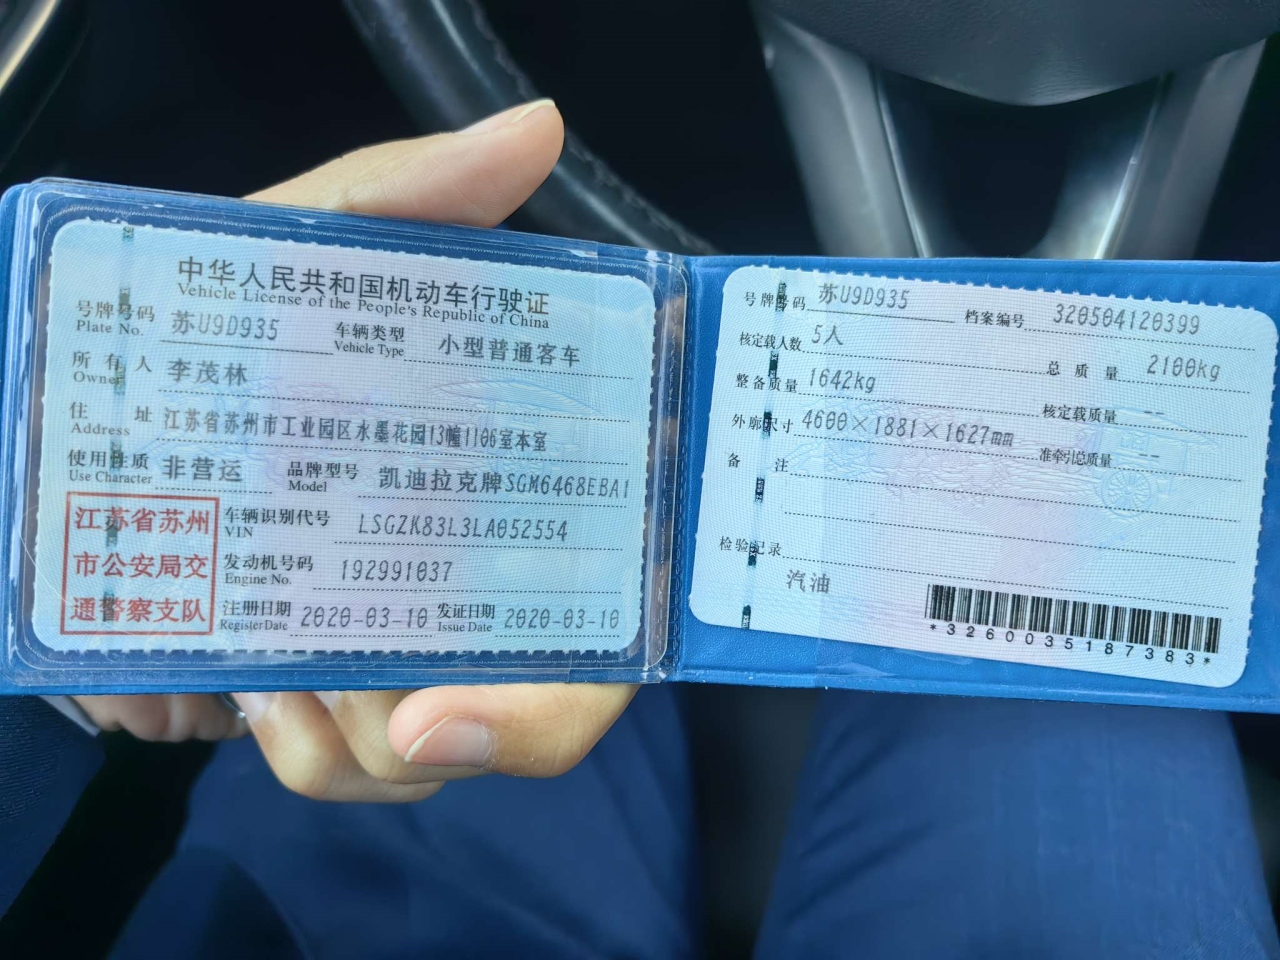 中华人民共和国机动车行驶证
Vehicle License of the People's Republic of China
号牌号码 苏U9D935 车辆类型 小型普通客车
Plate No. Vehicle Type
所有人 李茂林
Owner
住址 江苏省苏州市工业园区水墨花园13幢1106室本室
Address
使用性质 非营运 品牌型号 凯迪拉克牌SGM6468EBA1
Use Character Model
江苏省苏州
市公安局交
通警察支队
车辆识别代号 LSGZK83L3LA052554
VIN
发动机号码 192991037
Engine No.
注册日期 2020-03-10 发证日期 2020-03-10
Register Date Issue Date
号牌号码 苏U9D935 档案编号 320504120399
核定载人数 5人 总质量 2100kg
整备质量 1642kg 核定载质量 --
外廓尺寸 4600×1881×1627mm 准牵引总质量 --
备注
检验记录
汽油
*3260035187383*